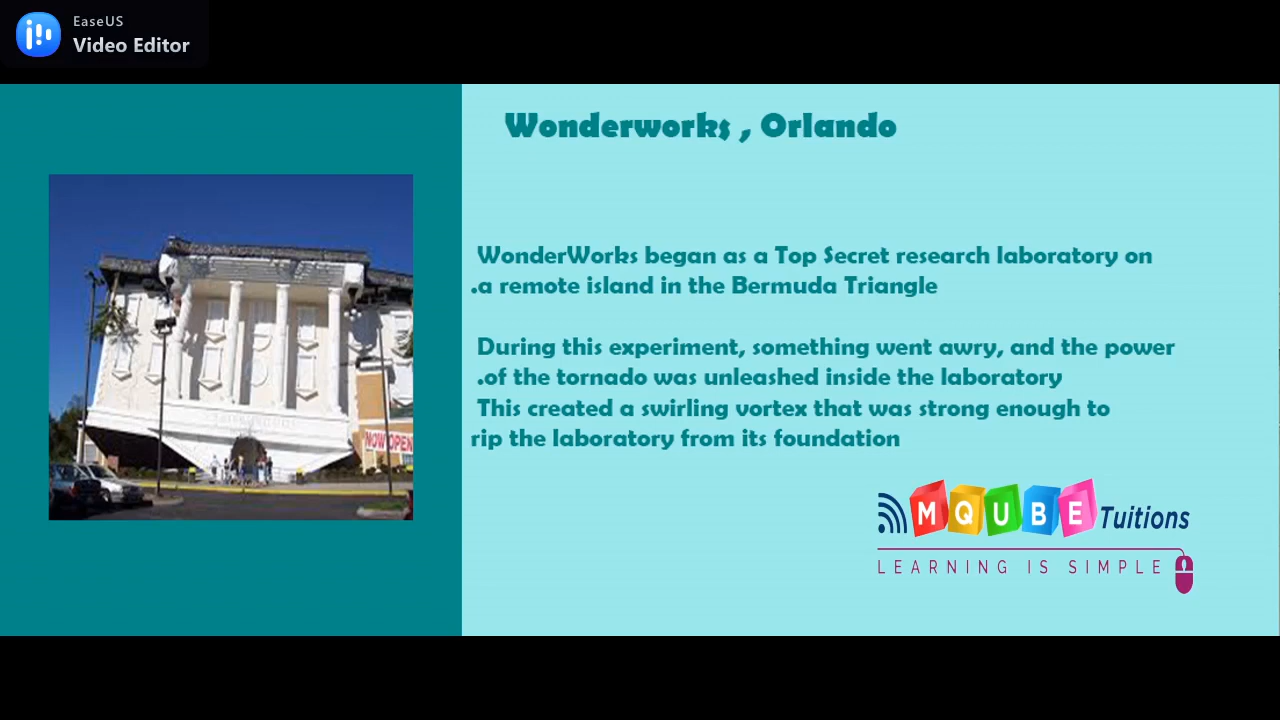 EaseUS
Video Editor
Wonderworks , Orlando
WonderWorks began as a Top Secret research laboratory on
.a remote island in the Bermuda Triangle
During this experiment, something went awry, and the power
.of the tornado was unleashed inside the laboratory
This created a swirling vortex that was strong enough to
rip the laboratory from its foundation
NOW OPEN
MQUBE Tuitions
LEARNING IS SIMPLE